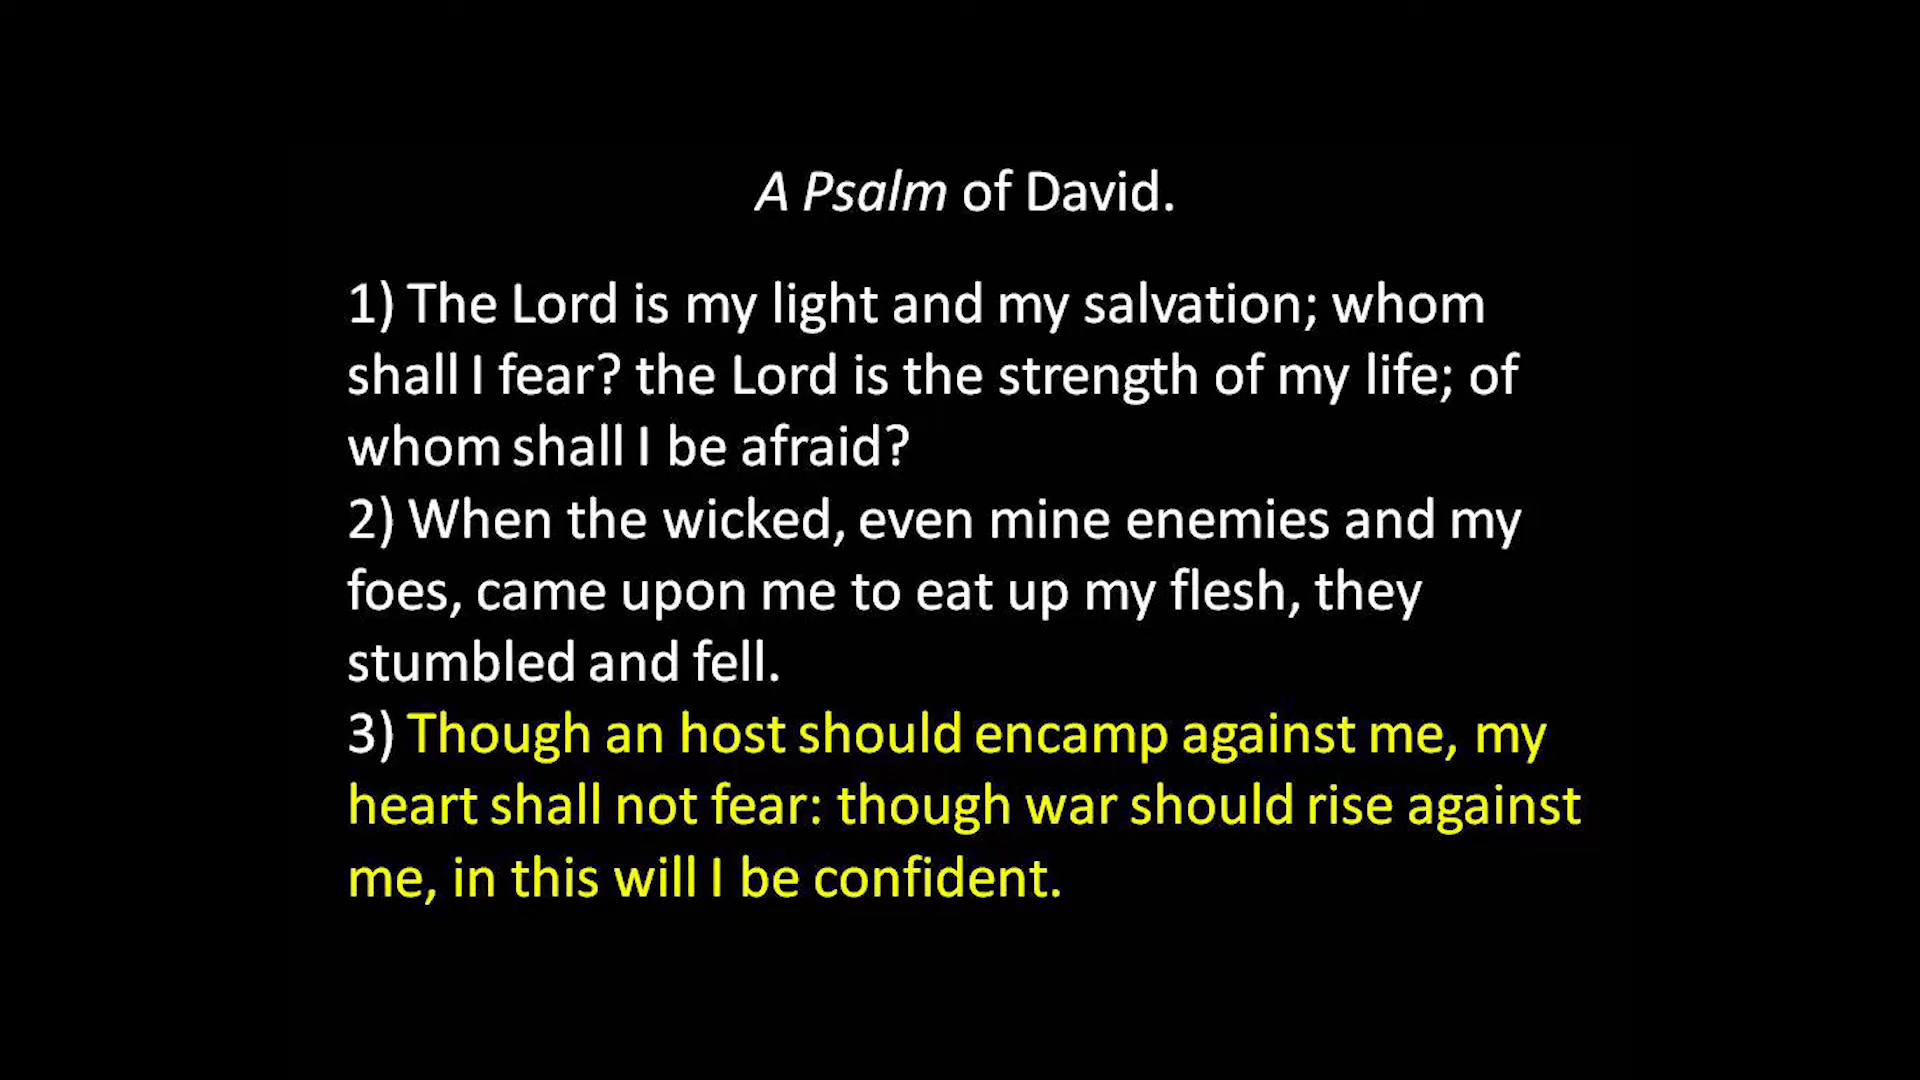 A Psalm of David.
1) The Lord is my light and my salvation; whom
shall I fear? the Lord is the strength of my life; of
whom shall I be afraid?
2) When the wicked, even mine enemies and my
foes, came upon me to eat up my flesh, they
stumbled and fell.
3) Though an host should encamp against me, my
heart shall not fear: though war should rise against
me, in this will I be confident.